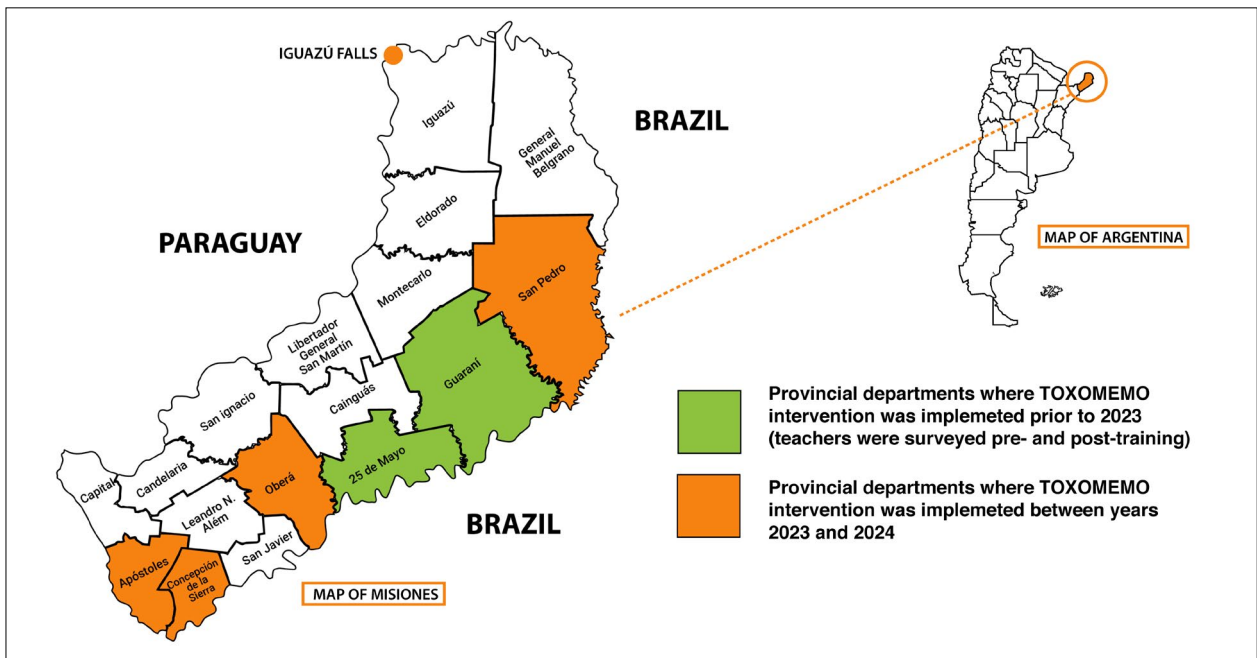 IGUAZÚ FALLS
Iguazú
General
Manuel
Belgrano
BRAZIL
Eldorado
PARAGUAY
San Pedro
Montecarlo
Libertador
General
San Martín
Guaraní
Cainguás
San ignacio
25 de Mayo
Oberá
Candelaria
Capital
Leandro N.
Além
San Javier
BRAZIL
Apóstoles
Concepción
de la
Sierra
MAP OF MISIONES
MAP OF ARGENTINA
Provincial departments where TOXOMEMO
intervention was implemeted prior to 2023
(teachers were surveyed pre- and post-training)
Provincial departments where TOXOMEMO
intervention was implemeted between years
2023 and 2024